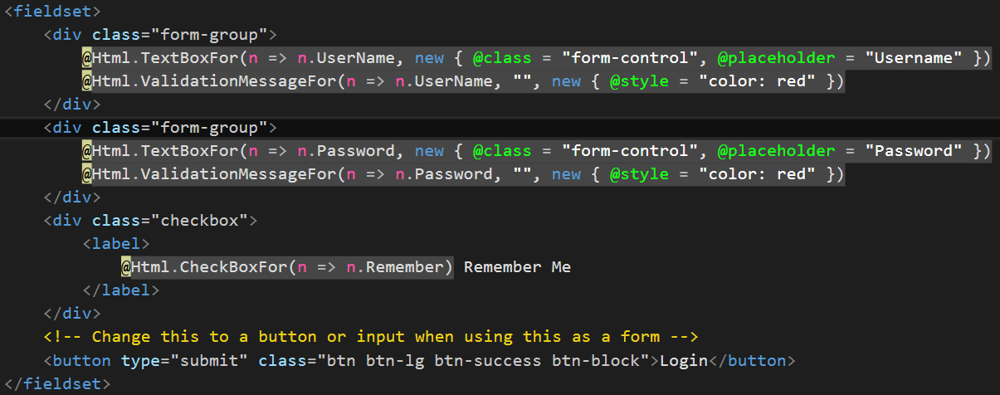 <fieldset>
    <div class="form-group">
        @Html.TextBoxFor(n => n.UserName, new { @class = "form-control", @placeholder = "Username" })
        @Html.ValidationMessageFor(n => n.UserName, "", new { @style = "color: red" })
    </div>
    <div class="form-group">
        @Html.TextBoxFor(n => n.Password, new { @class = "form-control", @placeholder = "Password" })
        @Html.ValidationMessageFor(n => n.Password, "", new { @style = "color: red" })
    </div>
    <div class="checkbox">
        <label>
            @Html.CheckBoxFor(n => n.Remember) Remember Me
        </label>
    </div>
    <!-- Change this to a button or input when using this as a form -->
    <button type="submit" class="btn btn-lg btn-success btn-block">Login</button>
</fieldset>